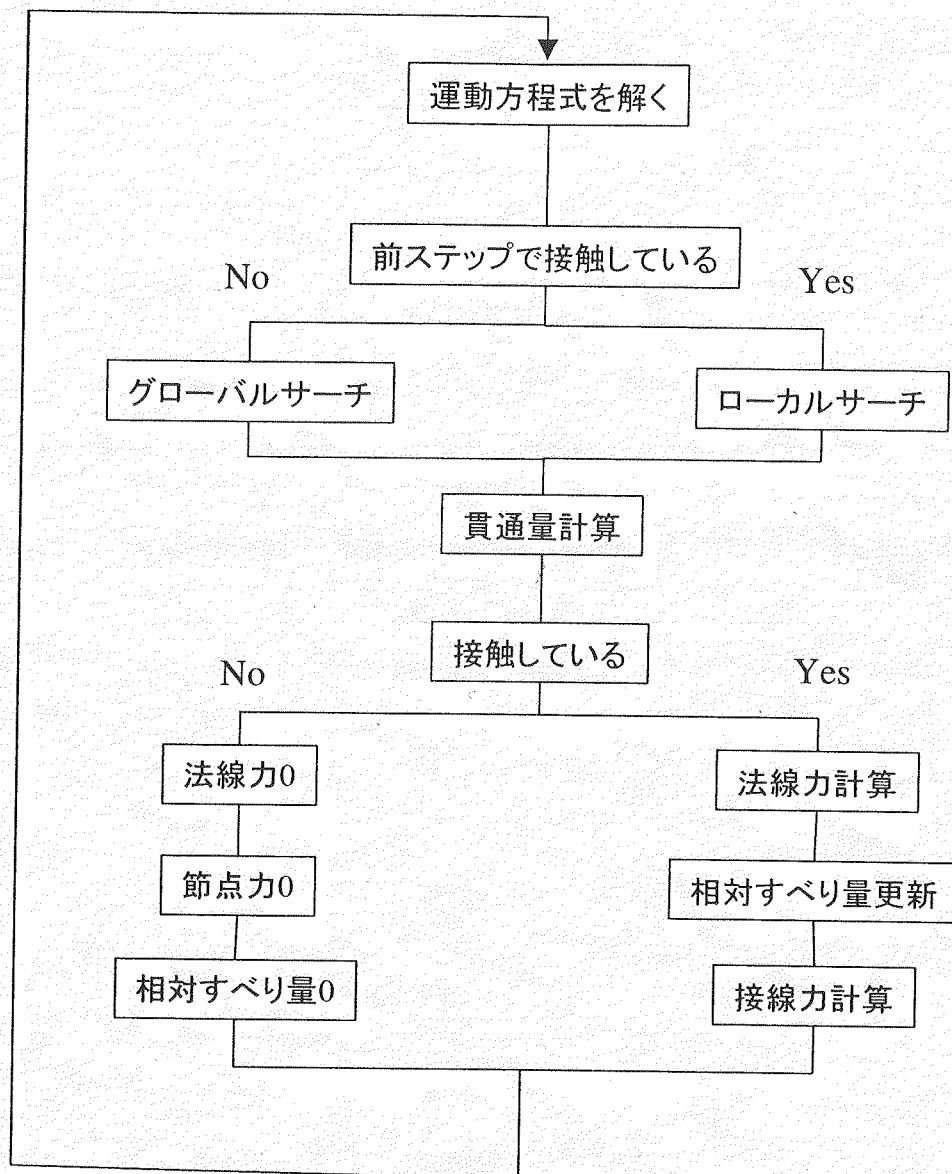 運動方程式を解く
前ステップで接触している
No
Yes
グローバルサーチ
ローカルサーチ
貫通量計算
接触している
No
Yes
法線力0
法線力計算
節点力0
相対すべり量更新
相対すべり量0
接線力計算